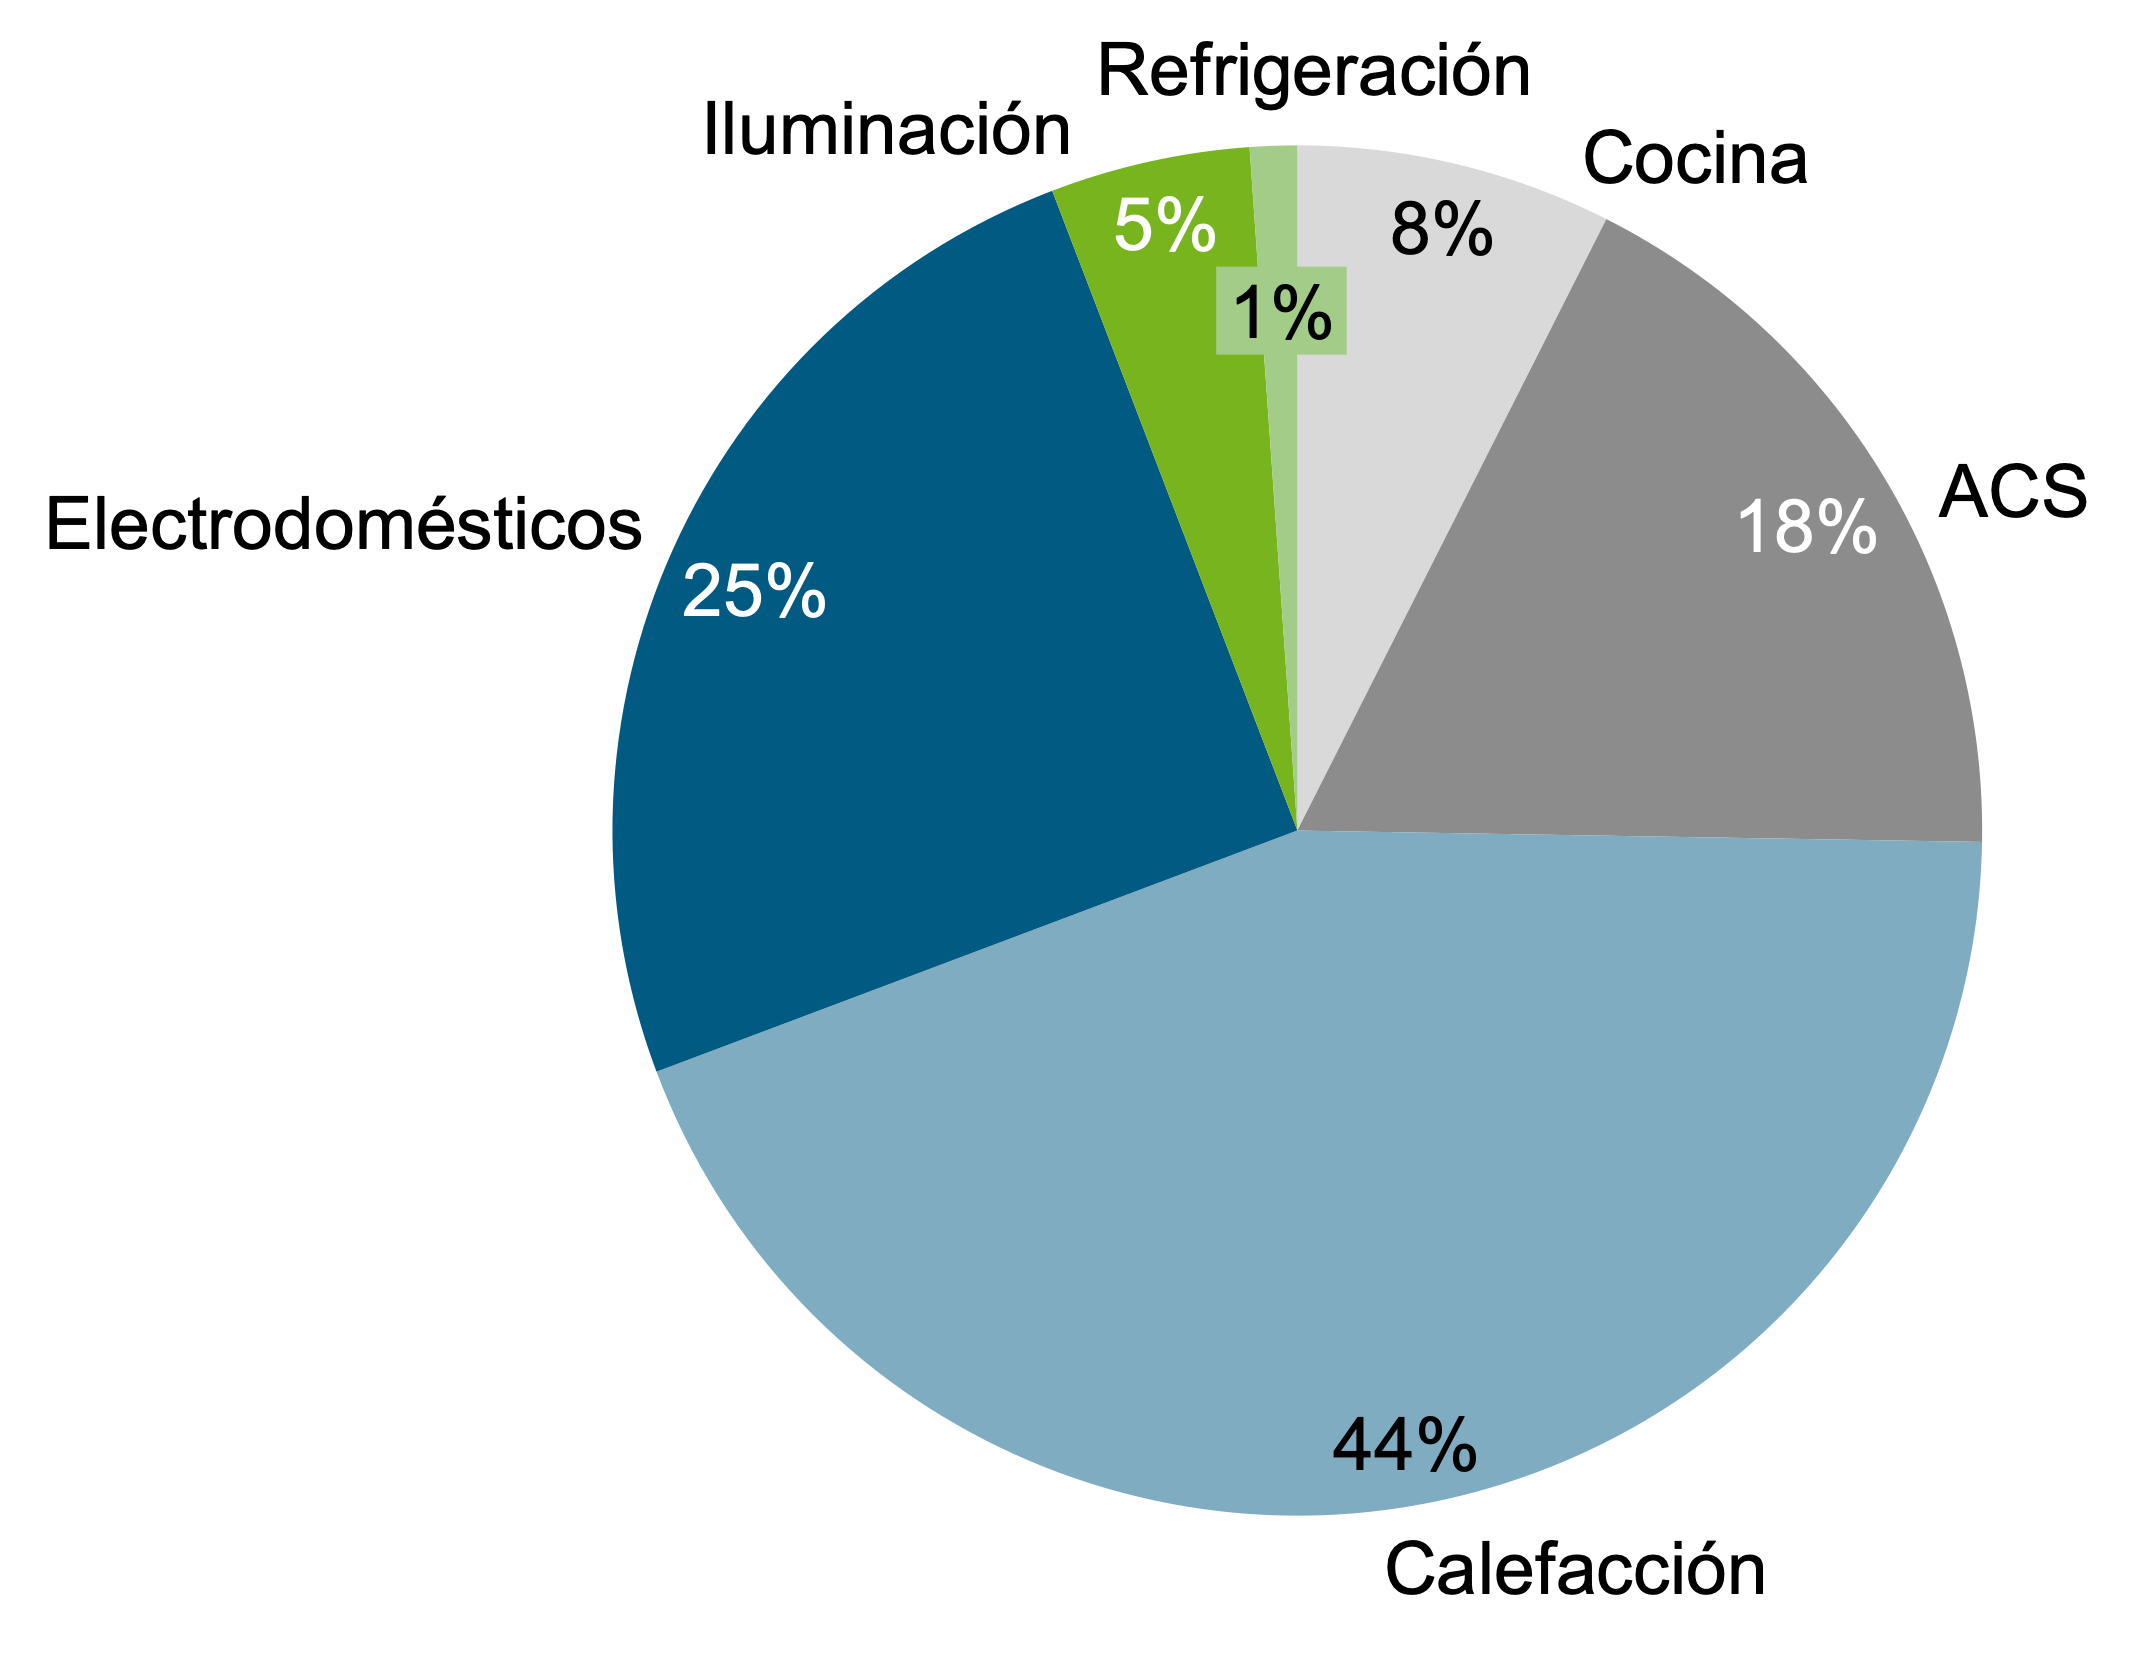 Refrigeración
Iluminación
Cocina
5%
8%
1%
ACS
18%
Electrodomésticos
25%
44%
Calefacción